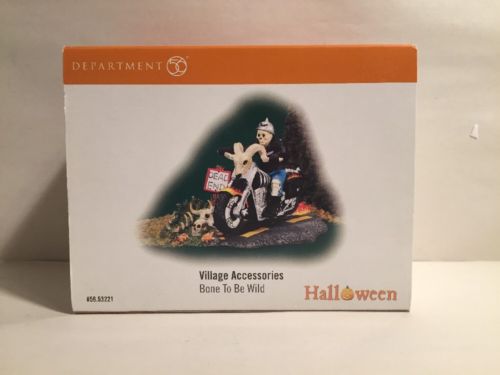 DEPARTMENT 56
DEAD
END
Village Accessories
Bone To Be Wild
#56.53221
Halloween